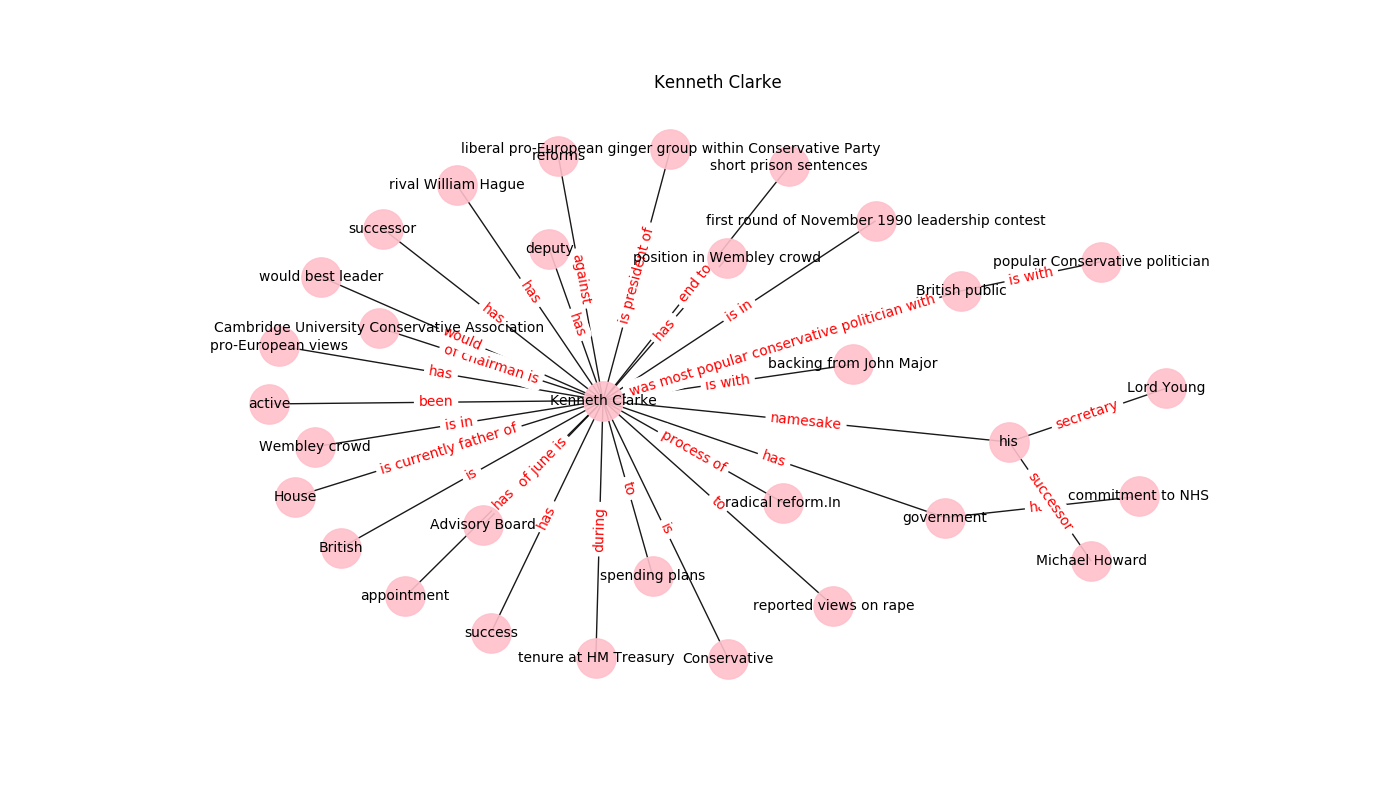 Kenneth Clarke
liberal pro-European ginger group within Conservative Party
reforms
short prison sentences
rival William Hague
first round of November 1990 leadership contest
successor
deputy
position in Wembley crowd
popular Conservative politician
is president of
against
end to
is with
would best leader
British public
has
has
is in
was most popular conservative politician with
has
has
has
Cambridge University Conservative Association
would
pro-European views
of chairman is
backing from John Major
has
is with
Lord Young
active
been
Kenneth Clarke
secretary
namesake
is in
Wembley crowd
is currently father of
his
process of
has
is
of june is
to
successor
House
has
to
radical reform.In
commitment to NHS
Advisory Board
has
during
is
government
British
Michael Howard
appointment
spending plans
reported views on rape
success
tenure at HM Treasury
Conservative